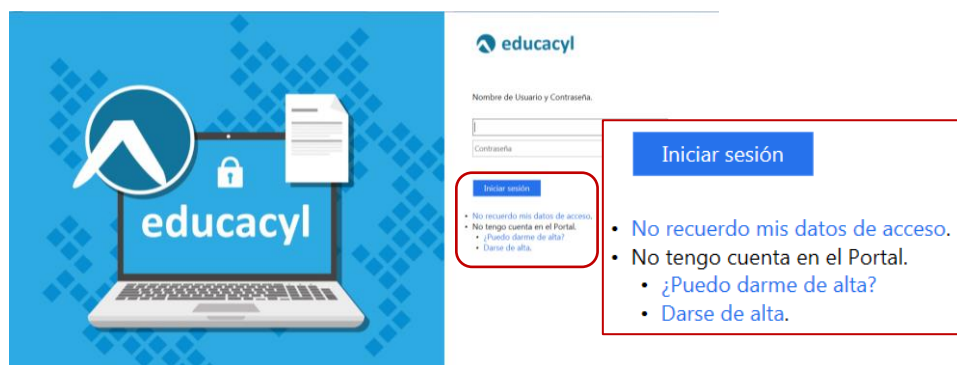 educacyl
educacyl
Nombre de Usuario y Contraseña.
Contraseña
Iniciar sesión
No recuerdo mis datos de acceso.
No tengo cuenta en el Portal.
¿Puedo darme de alta?
Darse de alta.
Iniciar sesión
No recuerdo mis datos de acceso.
No tengo cuenta en el Portal.
¿Puedo darme de alta?
Darse de alta.